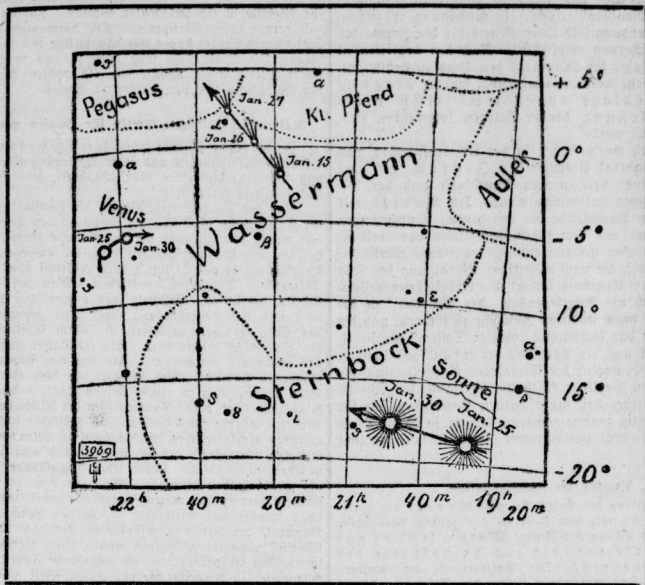 Pegasus
α
Kl. Pferd
+ 5°
Jan. 27
α
Jan. 26
Jan. 15
0°
α
Wassermann
Adler
Venus
Jan. 25
Jan. 30
β
- 5°
ε
10°
Steinbock
α
Sonne
β
15°
δ
γ
ι
Jan. 30
Jan. 25
3969
-20°
22ʰ
40ᵐ
20ᵐ
21ʰ
40ᵐ
19ʰ
20ᵐ